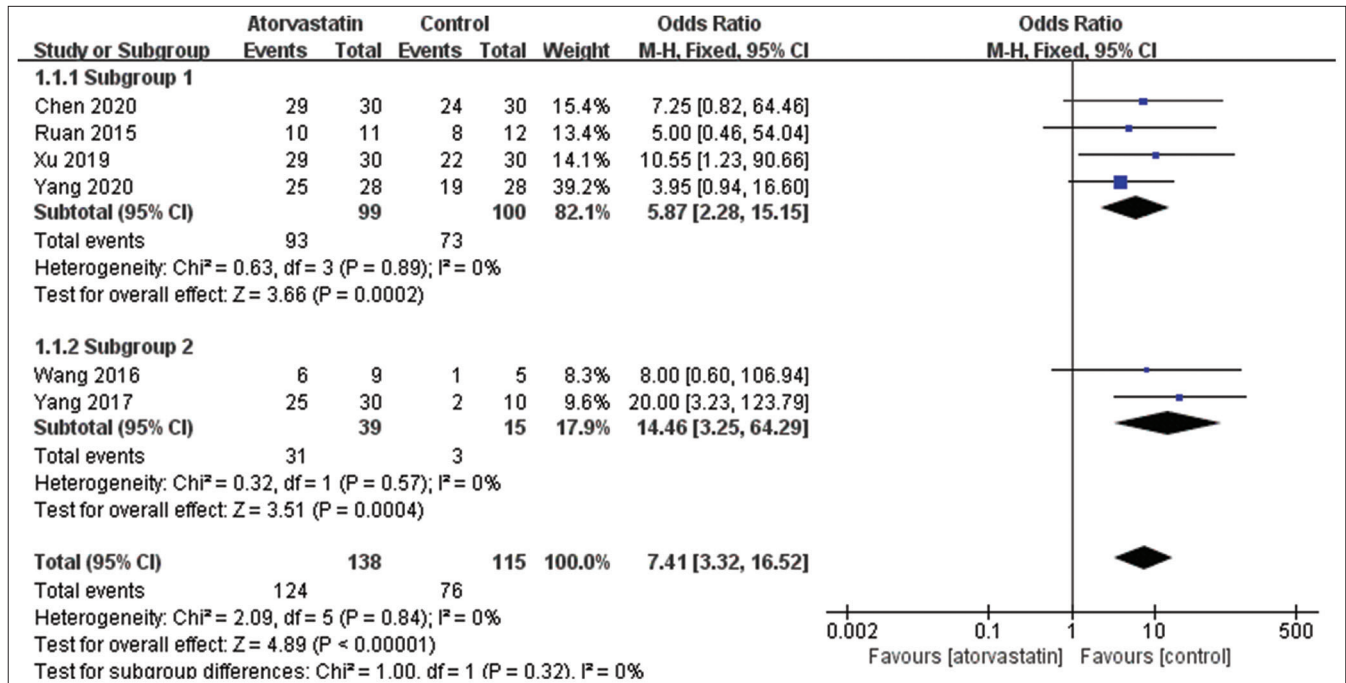 Atorvastatin Control Odds Ratio Odds Ratio
Study or Subgroup Events Total Events Total Weight M-H, Fixed, 95% CI M-H, Fixed, 95% CI
1.1.1 Subgroup 1
Chen 2020 29 30 24 30 15.4% 7.25 [0.82, 64.46]
Ruan 2015 10 11 8 12 13.4% 5.00 [0.46, 54.04]
Xu 2019 29 30 22 30 14.1% 10.55 [1.23, 90.66]
Yang 2020 25 28 19 28 39.2% 3.95 [0.94, 16.60]
Subtotal (95% CI) 99 100 82.1% 5.87 [2.28, 15.15]
Total events 93 73
Heterogeneity: Chi² = 0.63, df = 3 (P = 0.89); I² = 0%
Test for overall effect: Z = 3.66 (P = 0.0002)
1.1.2 Subgroup 2
Wang 2016 6 9 1 5 8.3% 8.00 [0.60, 106.94]
Yang 2017 25 30 2 10 9.6% 20.00 [3.23, 123.79]
Subtotal (95% CI) 39 15 17.9% 14.46 [3.25, 64.29]
Total events 31 3
Heterogeneity: Chi² = 0.32, df = 1 (P = 0.57); I² = 0%
Test for overall effect: Z = 3.51 (P = 0.0004)
Total (95% CI) 138 115 100.0% 7.41 [3.32, 16.52]
Total events 124 76
Heterogeneity: Chi² = 2.09, df = 5 (P = 0.84); I² = 0%
Test for overall effect: Z = 4.89 (P < 0.00001)
Test for subgroup differences: Chi² = 1.00, df = 1 (P = 0.32), I² = 0%
0.002 0.1 1 10 500
Favours [atorvastatin] Favours [control]